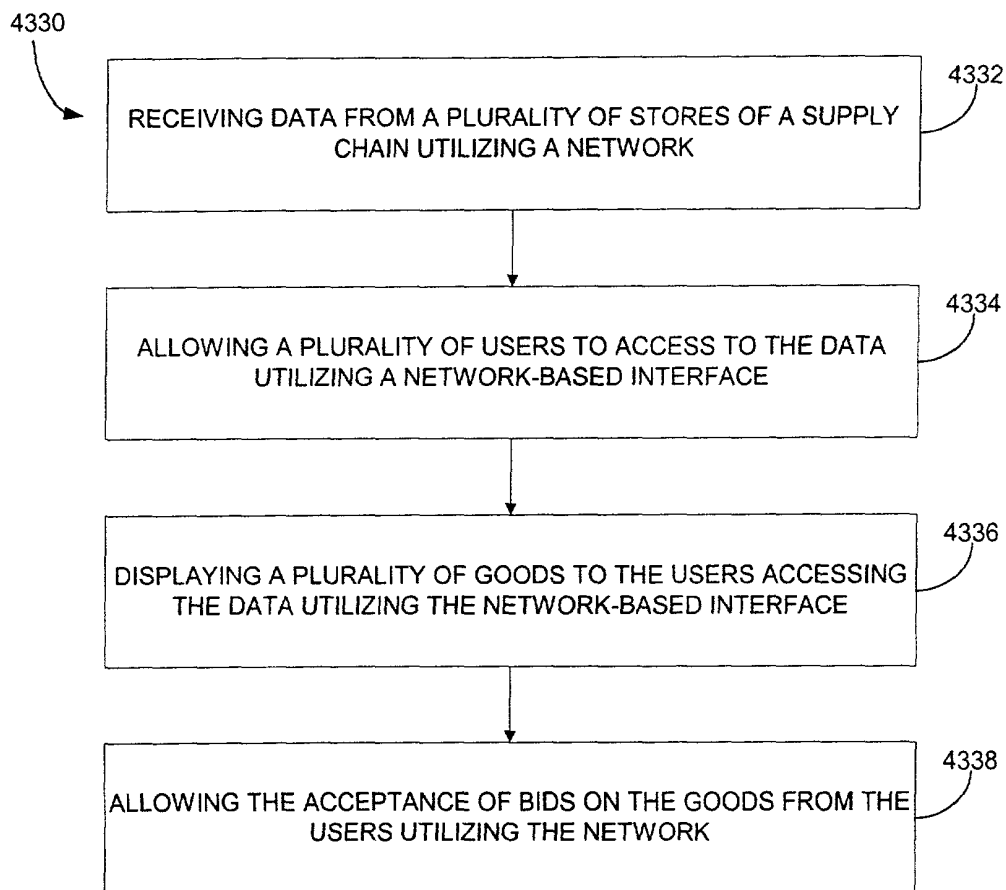 4330
4332
RECEIVING DATA FROM A PLURALITY OF STORES OF A SUPPLY
CHAIN UTILIZING A NETWORK
4334
ALLOWING A PLURALITY OF USERS TO ACCESS TO THE DATA
UTILIZING A NETWORK-BASED INTERFACE
4336
DISPLAYING A PLURALITY OF GOODS TO THE USERS ACCESSING
THE DATA UTILIZING THE NETWORK-BASED INTERFACE
4338
ALLOWING THE ACCEPTANCE OF BIDS ON THE GOODS FROM THE
USERS UTILIZING THE NETWORK